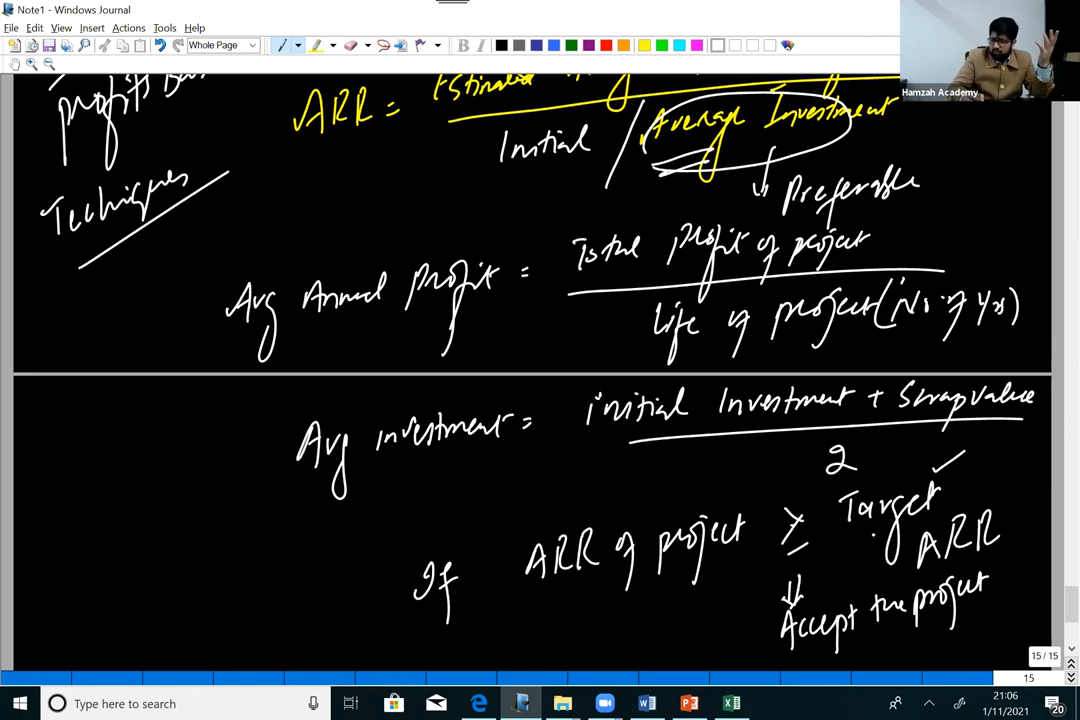 Note1 - Windows Journal
File Edit View Insert Actions Tools Help
Whole Page
B I
Hamzah Academy
profits
ARR = Estimated
Initial / Average Investment
Preferable
Techniques
Avg Annual profit = Total profit of project
Life of project (No. of yrs)
Avg investment = initial Investment + Scrap value
2
If ARR of project ≥ Target ARR
Accept the project
15 / 15
15
Type here to search
21:06
1/11/2021
20